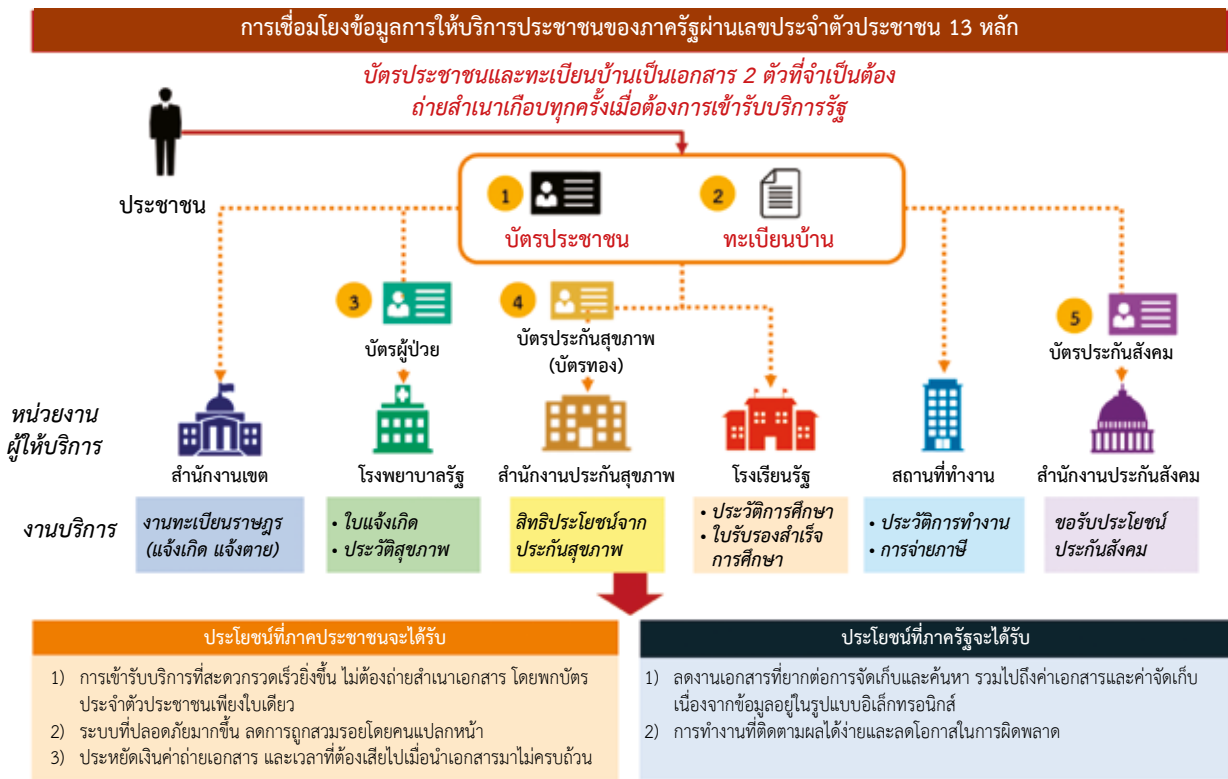 การเชื่อมโยงข้อมูลการให้บริการประชาชนของภาครัฐผ่านเลขประจำตัวประชาชน 13 หลัก
บัตรประชาชนและทะเบียนบ้านเป็นเอกสาร 2 ตัวที่จำเป็นต้อง
ถ่ายสำเนาเกือบทุกครั้งเมื่อต้องการเข้ารับบริการรัฐ
ประชาชน
1
บัตรประชาชน
2
ทะเบียนบ้าน
3
บัตรผู้ป่วย
4
บัตรประกันสุขภาพ
(บัตรทอง)
5
บัตรประกันสังคม
หน่วยงาน
ผู้ให้บริการ
สำนักงานเขต
โรงพยาบาลรัฐ
สำนักงานประกันสุขภาพ
โรงเรียนรัฐ
สถานที่ทำงาน
สำนักงานประกันสังคม
งานบริการ
งานทะเบียนราษฎร
(แจ้งเกิด แจ้งตาย)
• ใบแจ้งเกิด
• ประวัติสุขภาพ
สิทธิประโยชน์จาก
ประกันสุขภาพ
• ประวัติการศึกษา
• ใบรับรองสำเร็จ
การศึกษา
• ประวัติการทำงาน
• การจ่ายภาษี
ขอรับประโยชน์
ประกันสังคม
ประโยชน์ที่ภาคประชาชนจะได้รับ
1) การเข้ารับบริการที่สะดวกรวดเร็วยิ่งขึ้น ไม่ต้องถ่ายสำเนาเอกสาร โดยพกบัตร
ประจำตัวประชาชนเพียงใบเดียว
2) ระบบที่ปลอดภัยมากขึ้น ลดการถูกสวมรอยโดยคนแปลกหน้า
3) ประหยัดเงินค่าถ่ายเอกสาร และเวลาที่ต้องเสียไปเมื่อนำเอกสารมาไม่ครบถ้วน
ประโยชน์ที่ภาครัฐจะได้รับ
1) ลดงานเอกสารที่ยากต่อการจัดเก็บและค้นหา รวมไปถึงค่าเอกสารและค่าจัดเก็บ
เนื่องจากข้อมูลอยู่ในรูปแบบอิเล็กทรอนิกส์
2) การทำงานที่ติดตามผลได้ง่ายและลดโอกาสในการผิดพลาด